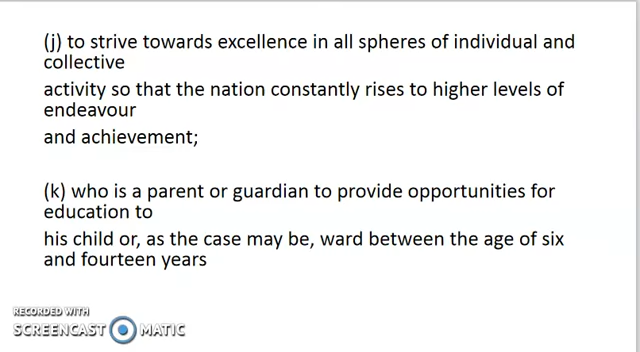 (j) to strive towards excellence in all spheres of individual and
collective
activity so that the nation constantly rises to higher levels of
endeavour
and achievement;
(k) who is a parent or guardian to provide opportunities for
education to
his child or, as the case may be, ward between the age of six
and fourteen years
RECORDED WITH
SCREENCAST MATIC